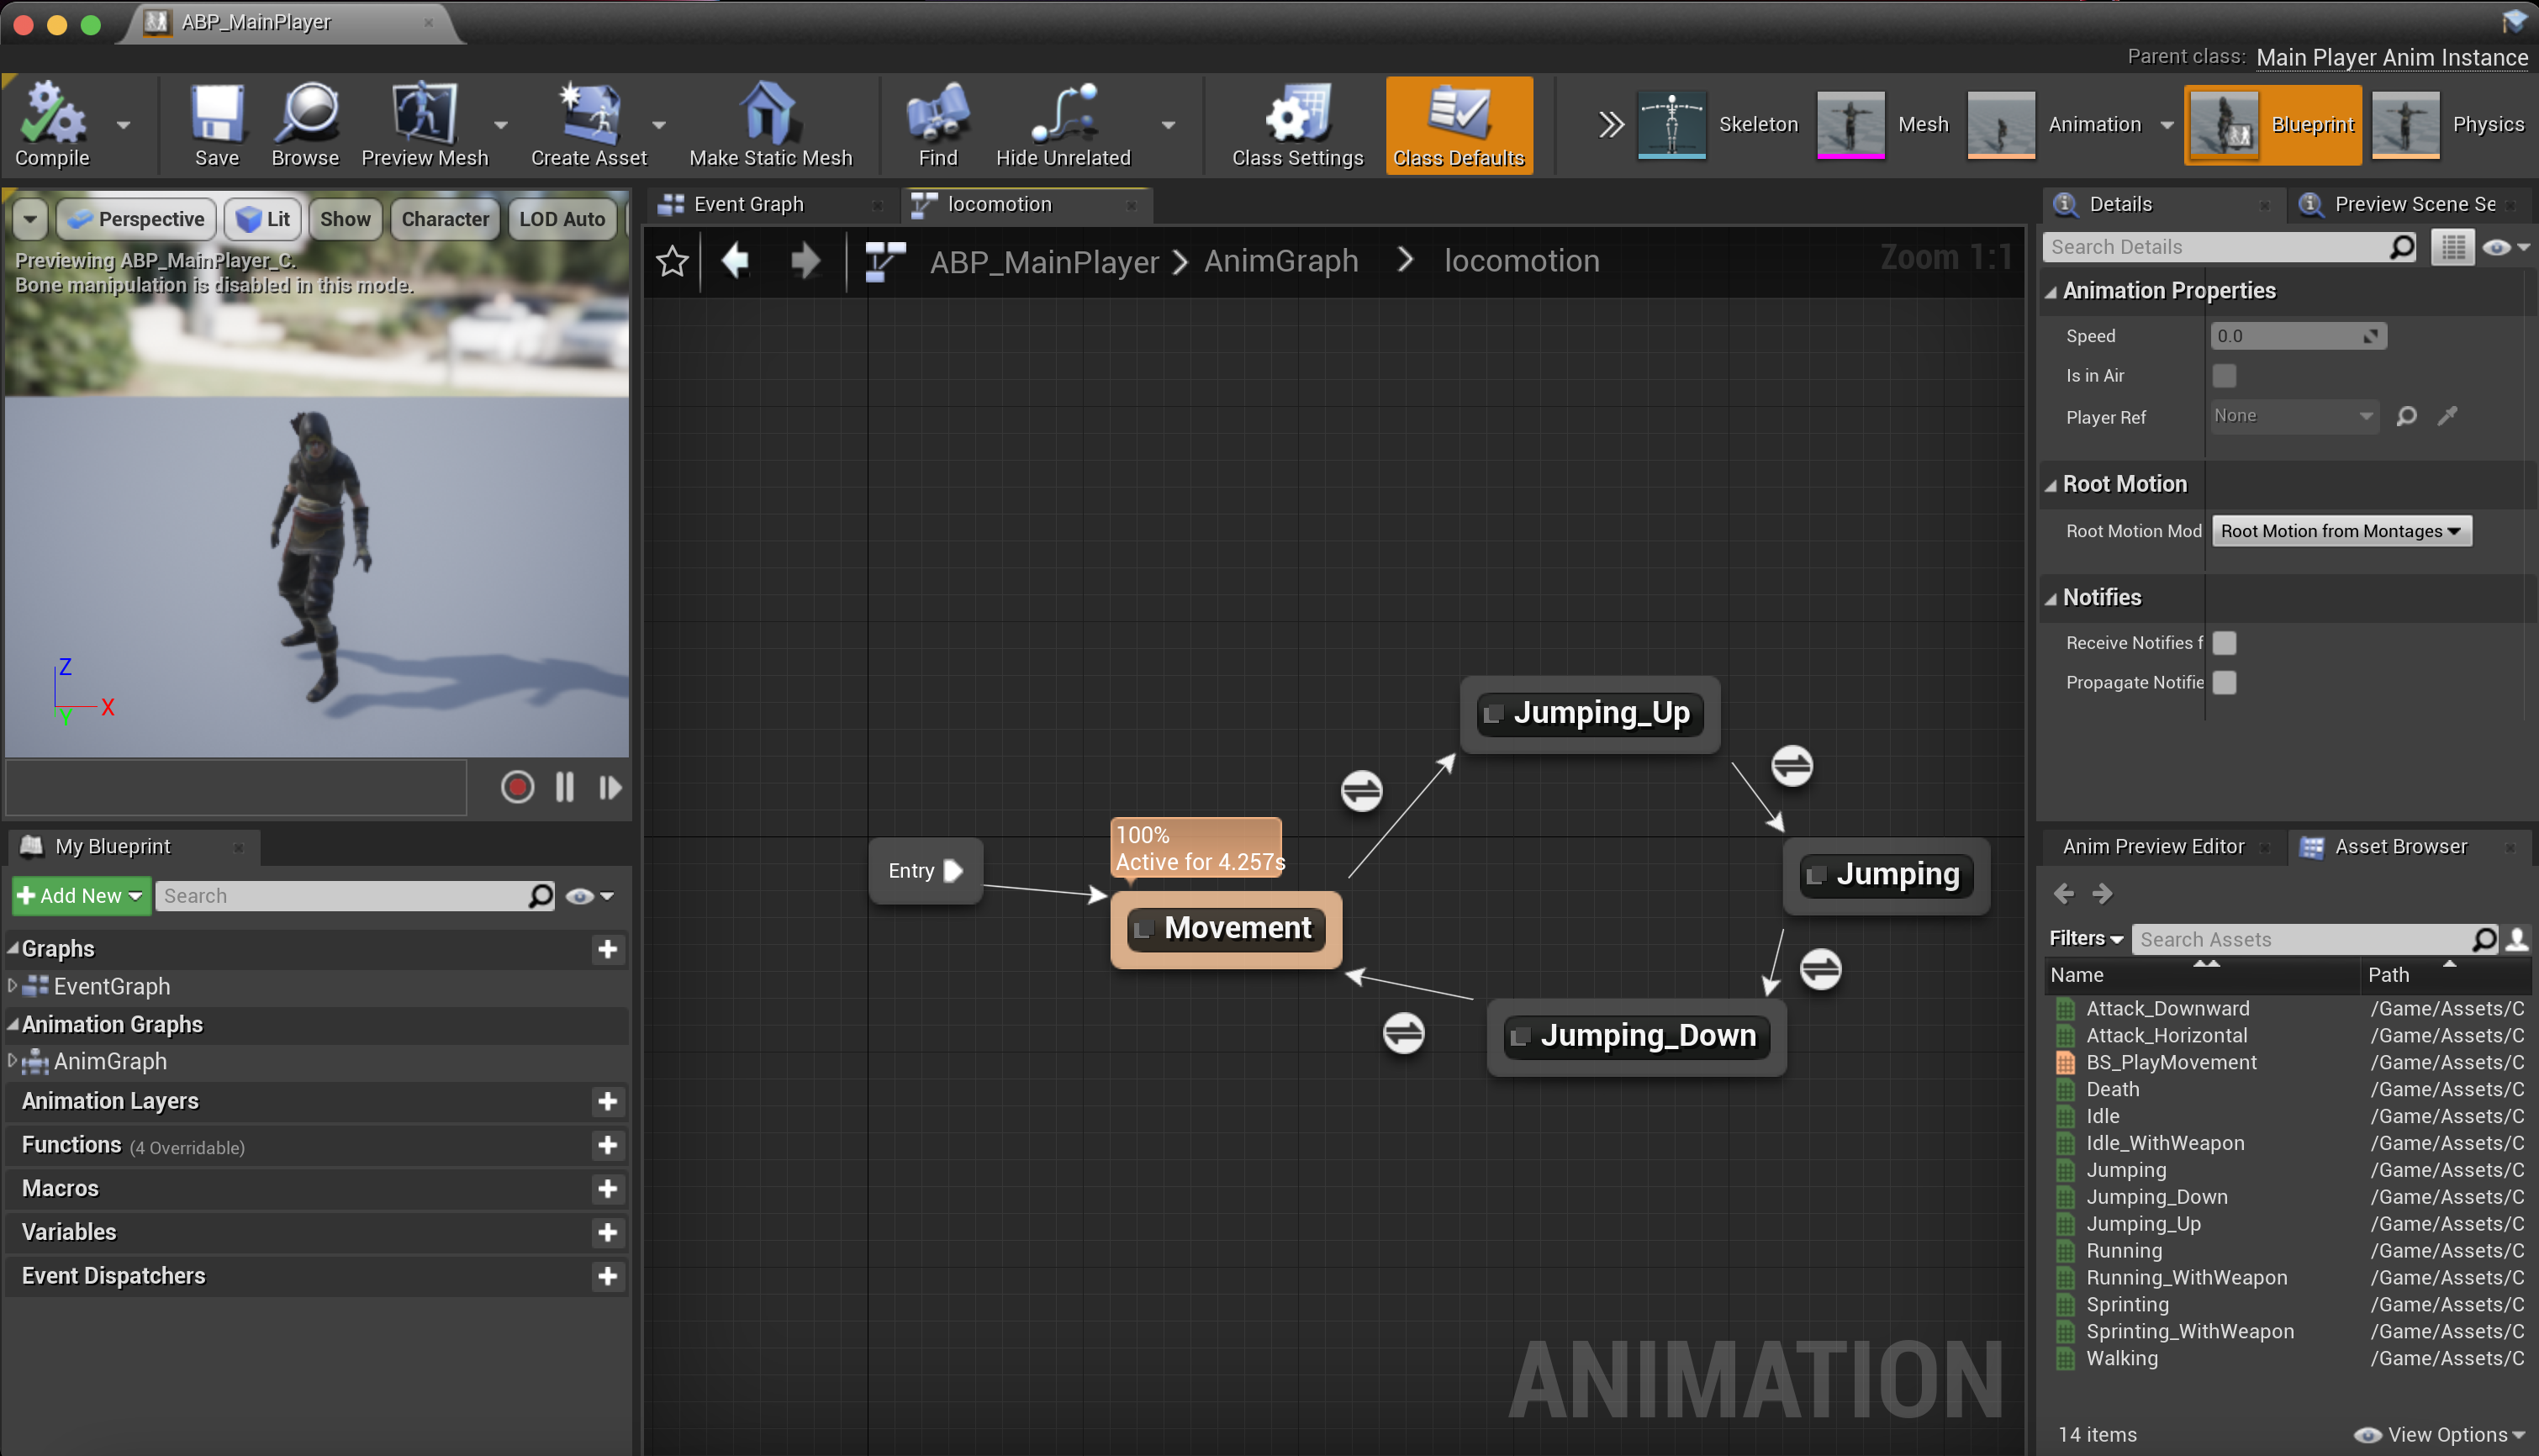 ABP_MainPlayer
Parent class: Main Player Anim Instance
Compile
Save
Browse
Preview Mesh
Create Asset
Make Static Mesh
Find
Hide Unrelated
Class Settings
Class Defaults
Skeleton
Mesh
Animation
Blueprint
Physics
Perspective
Lit
Show
Character
LOD Auto
Previewing ABP_MainPlayer_C.
Bone manipulation is disabled in this mode.
Z
X
Y
My Blueprint
Add New
Search
Graphs
EventGraph
Animation Graphs
AnimGraph
Animation Layers
Functions (4 Overridable)
Macros
Variables
Event Dispatchers
Event Graph
locomotion
ABP_MainPlayer > AnimGraph > locomotion
Zoom 1:1
Jumping_Up
100%
Active for 4.257s
Entry
Movement
Jumping
Jumping_Down
ANIMATION
Details
Preview Scene Se
Search Details
Animation Properties
Speed 0.0
Is in Air
Player Ref None
Root Motion
Root Motion Mod Root Motion from Montages
Notifies
Receive Notifies f
Propagate Notifie
Anim Preview Editor
Asset Browser
Filters
Search Assets
Name Path
Attack_Downward /Game/Assets/C
Attack_Horizontal /Game/Assets/C
BS_PlayMovement /Game/Assets/C
Death /Game/Assets/C
Idle /Game/Assets/C
Idle_WithWeapon /Game/Assets/C
Jumping /Game/Assets/C
Jumping_Down /Game/Assets/C
Jumping_Up /Game/Assets/C
Running /Game/Assets/C
Running_WithWeapon /Game/Assets/C
Sprinting /Game/Assets/C
Sprinting_WithWeapon /Game/Assets/C
Walking /Game/Assets/C
14 items
View Options